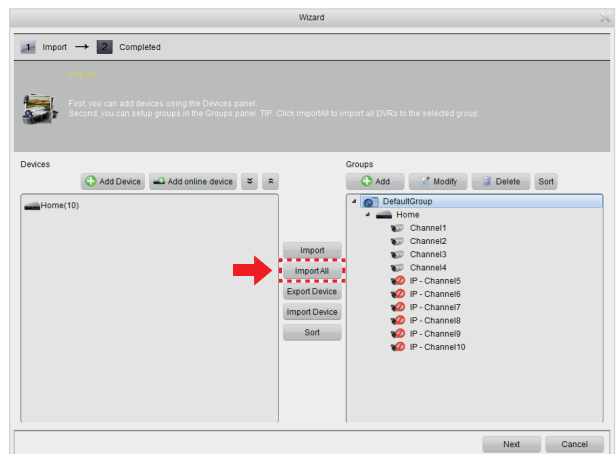 Wizard
1 Import → 2 Completed
Import
First, you can add devices using the Devices panel.
Second, you can setup groups in the Groups panel. TIP: Click ImportAll to import all DVRs to the selected group.
Devices
Add Device Add online device
Home(10)
Import
Import All
Export Device
Import Device
Sort
Groups
Add Modify Delete Sort
DefaultGroup
Home
Channel1
Channel2
Channel3
Channel4
IP - Channel5
IP - Channel6
IP - Channel7
IP - Channel8
IP - Channel9
IP - Channel10
Next Cancel